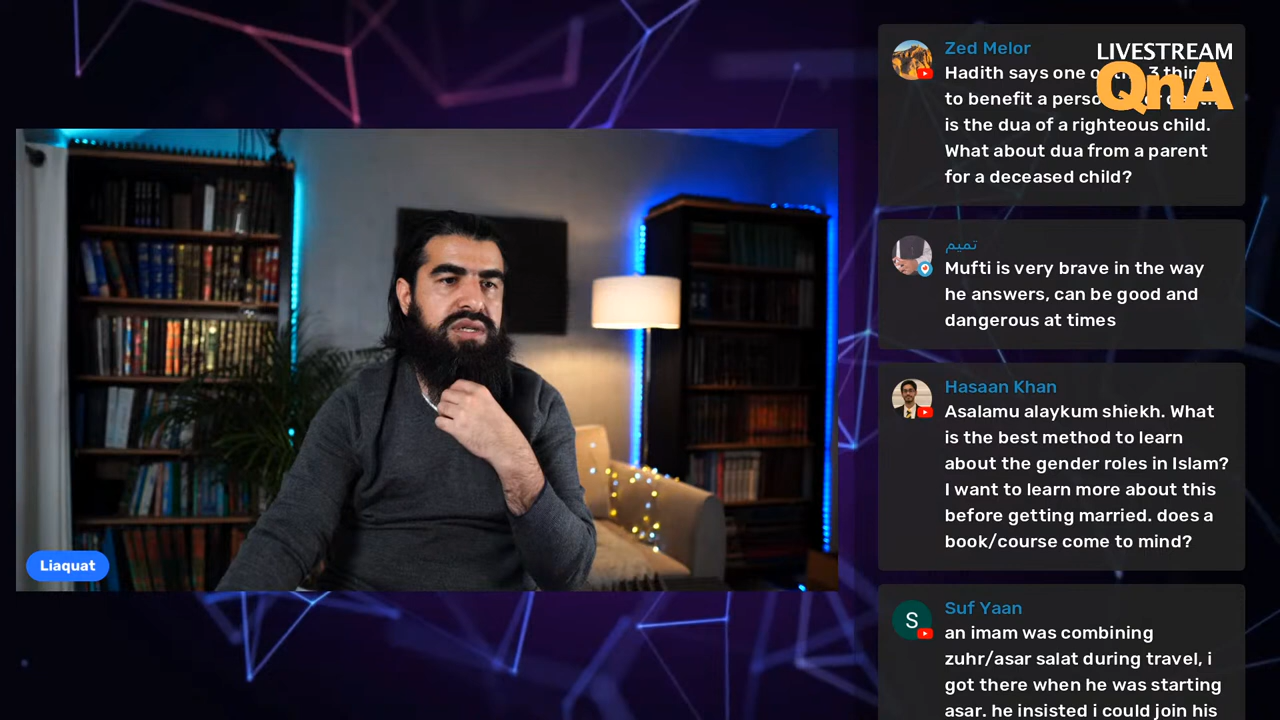 Zed Melor
LIVESTREAM
QnA
Hadith says one
to benefit a
is the dua of a righteous child.
What about dua from a parent
for a deceased child?
تميم
Mufti is very brave in the way
he answers, can be good and
dangerous at times
Hasaan Khan
Asalamu alaykum shiekh. What
is the best method to learn
about the gender roles in Islam?
I want to learn more about this
before getting married. does a
book/course come to mind?
S
Suf Yaan
an imam was combining
zuhr/asar salat during travel, i
got there when he was starting
asar. he insisted i could join his
Liaquat